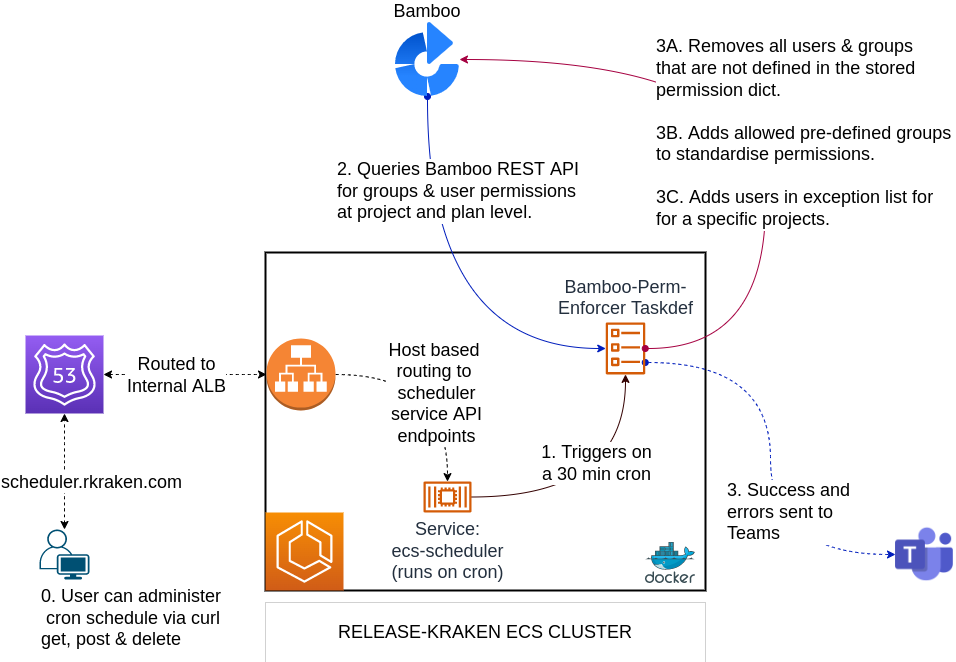 Bamboo
3A. Removes all users & groups
that are not defined in the stored
permission dict.
3B. Adds allowed pre-defined groups
to standardise permissions.
3C. Adds users in exception list for
for a specific projects.
2. Queries Bamboo REST API
for groups & user permissions
at project and plan level.
Bamboo-Perm-
Enforcer Taskdef
53
Routed to
Internal ALB
Host based
routing to
scheduler
service API
endpoints
1. Triggers on
a 30 min cron
scheduler.rkraken.com
3. Success and
errors sent to
Teams
T
Service:
ecs-scheduler
(runs on cron)
docker
0. User can administer
cron schedule via curl
get, post & delete
RELEASE-KRAKEN ECS CLUSTER